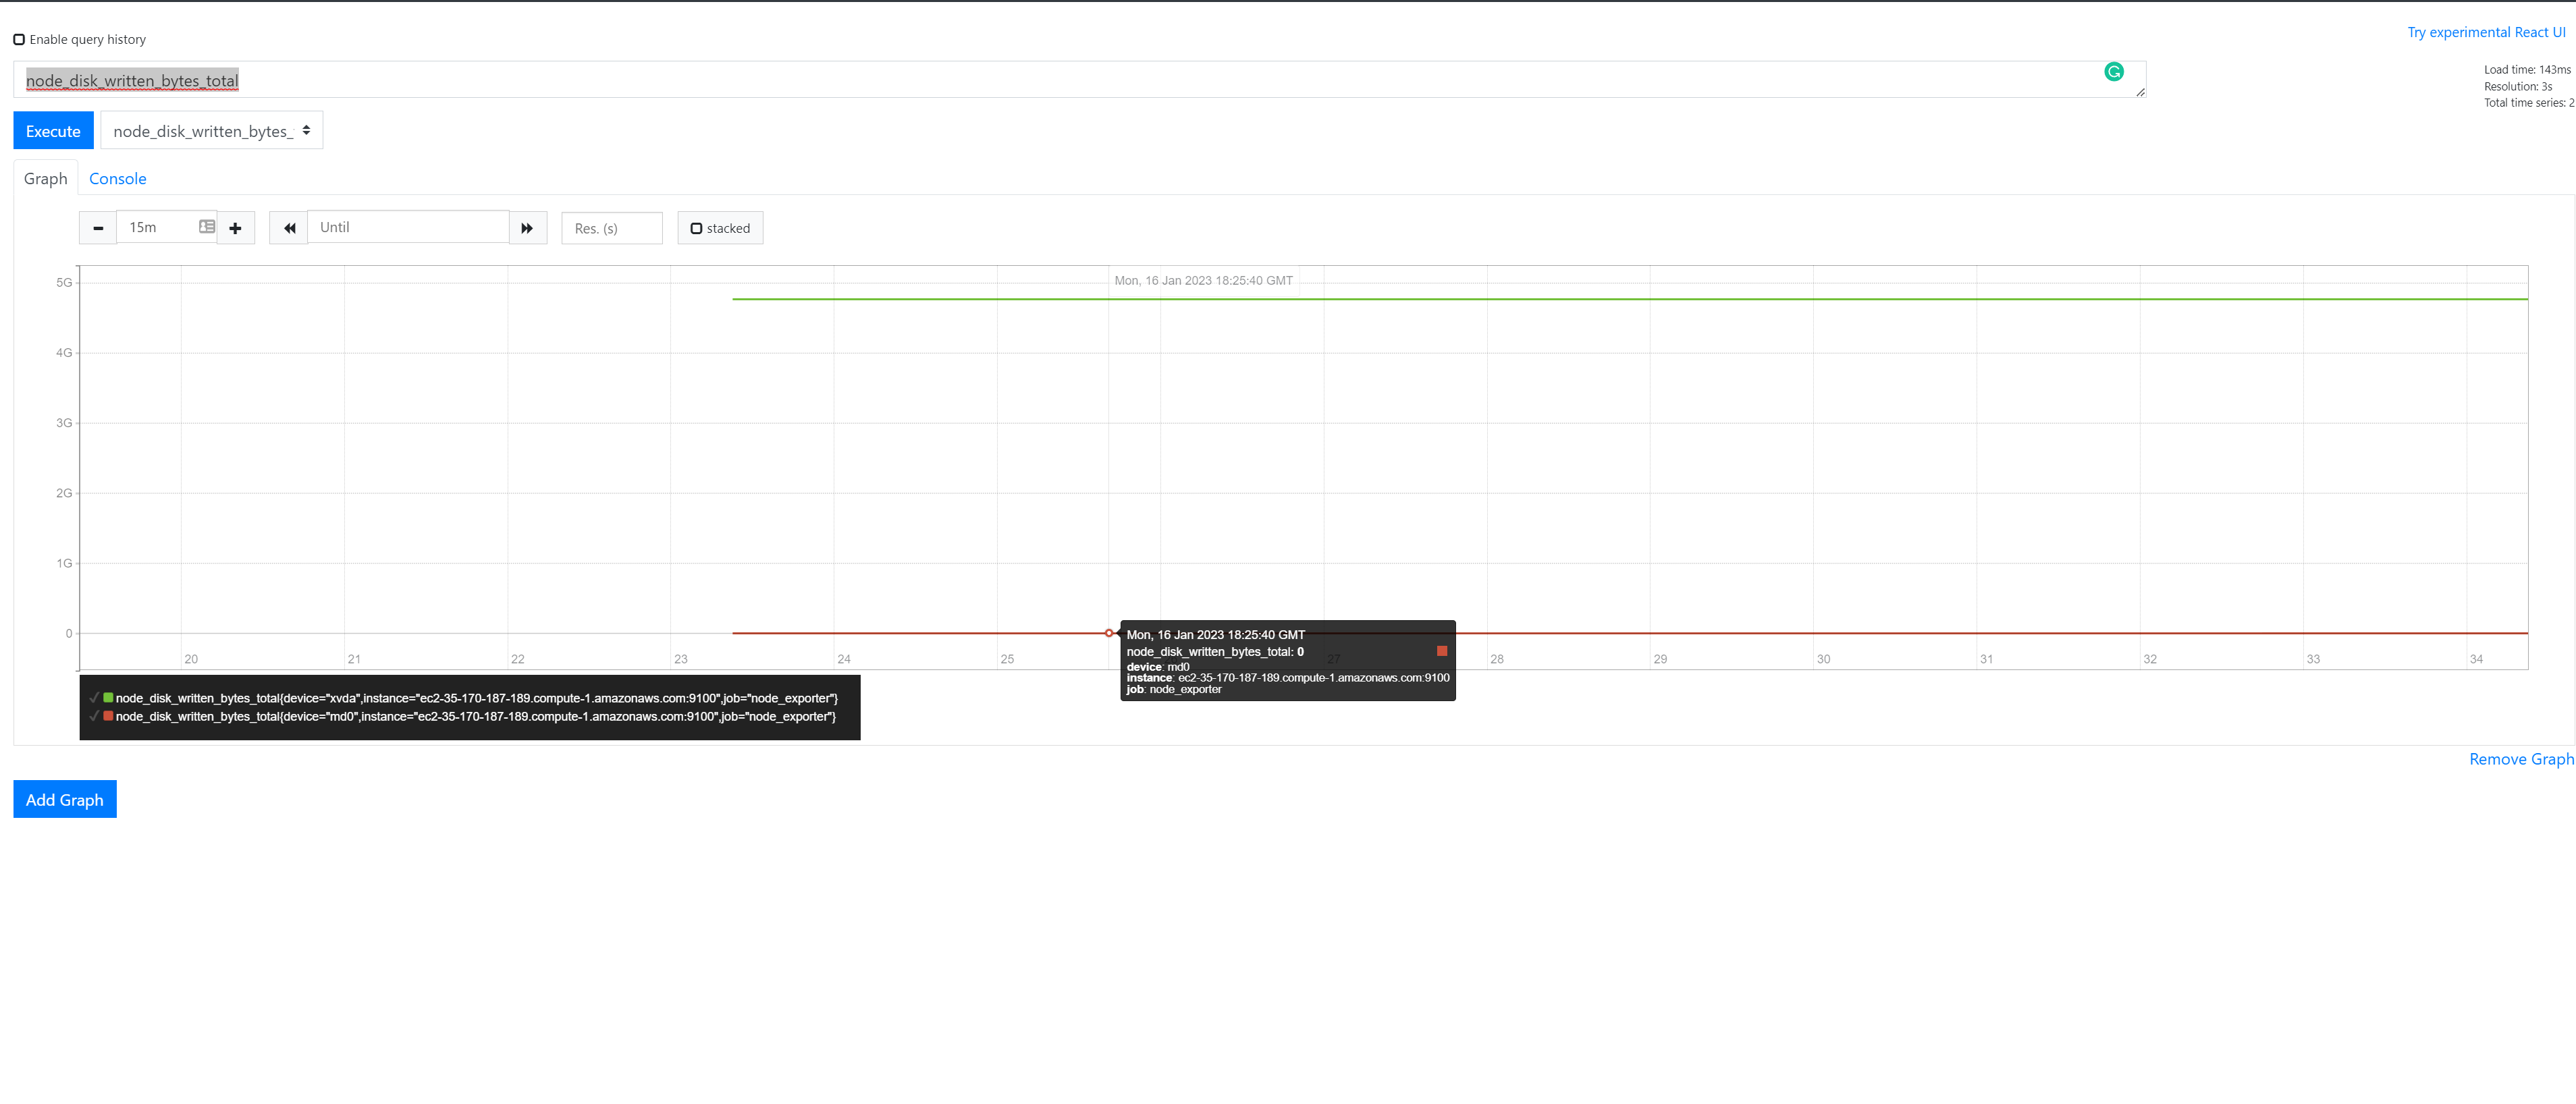 Enable query history
Try experimental React UI
node_disk_written_bytes_total
Load time: 143ms
Resolution: 3s
Total time series: 2
Execute
node_disk_written_bytes_
Graph
Console
15m
Until
Res. (s)
stacked
Mon, 16 Jan 2023 18:25:40 GMT
5G
4G
3G
2G
1G
0
20 21 22 23 24 25 27 28 29 30 31 32 33 34
Mon, 16 Jan 2023 18:25:40 GMT
node_disk_written_bytes_total: 0
device: md0
instance: ec2-35-170-187-189.compute-1.amazonaws.com:9100
job: node_exporter
node_disk_written_bytes_total{device="xvda",instance="ec2-35-170-187-189.compute-1.amazonaws.com:9100",job="node_exporter"}
node_disk_written_bytes_total{device="md0",instance="ec2-35-170-187-189.compute-1.amazonaws.com:9100",job="node_exporter"}
Remove Graph
Add Graph